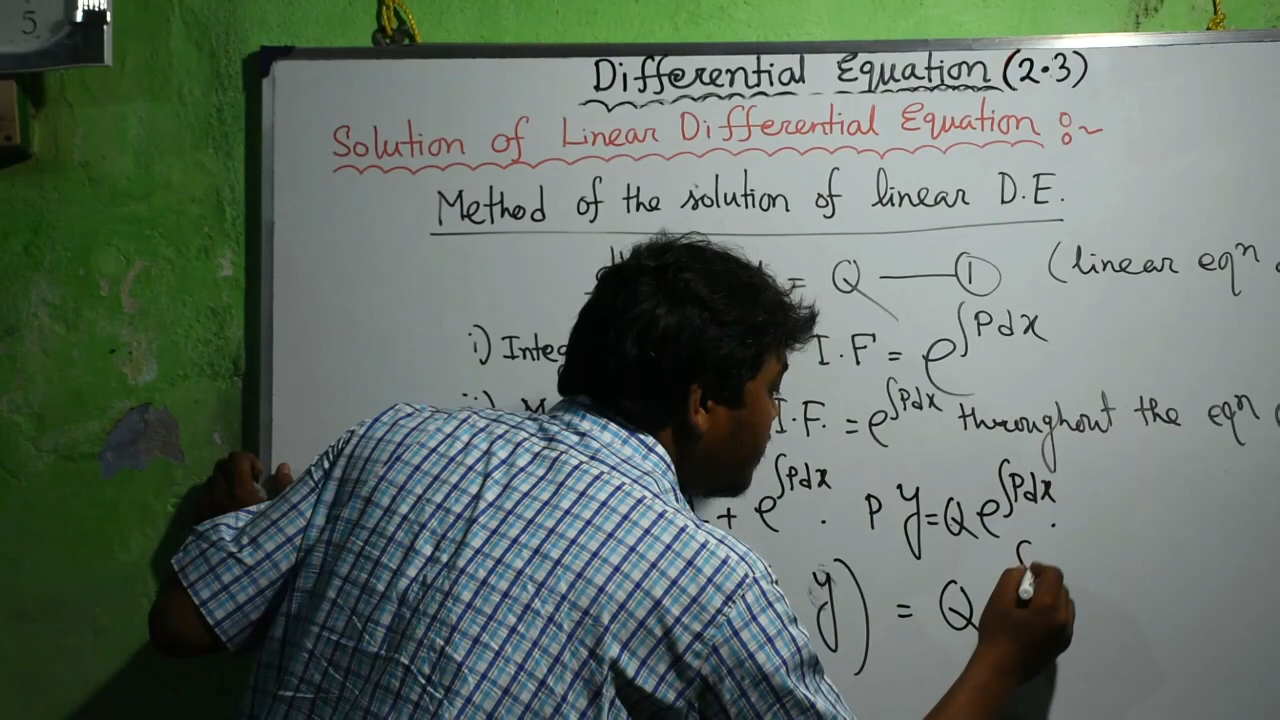 5
Differential Equation (2.3)
Solution of Linear Differential Equation :~
Method of the solution of linear D.E.
= Q — ① (linear eqⁿ
i) I.F = e^∫Pdx
ii) I.F. = e^∫Pdx throughout the eqⁿ
+ e^∫Pdx . P y = Q e^∫Pdx .
y) = Q ∫